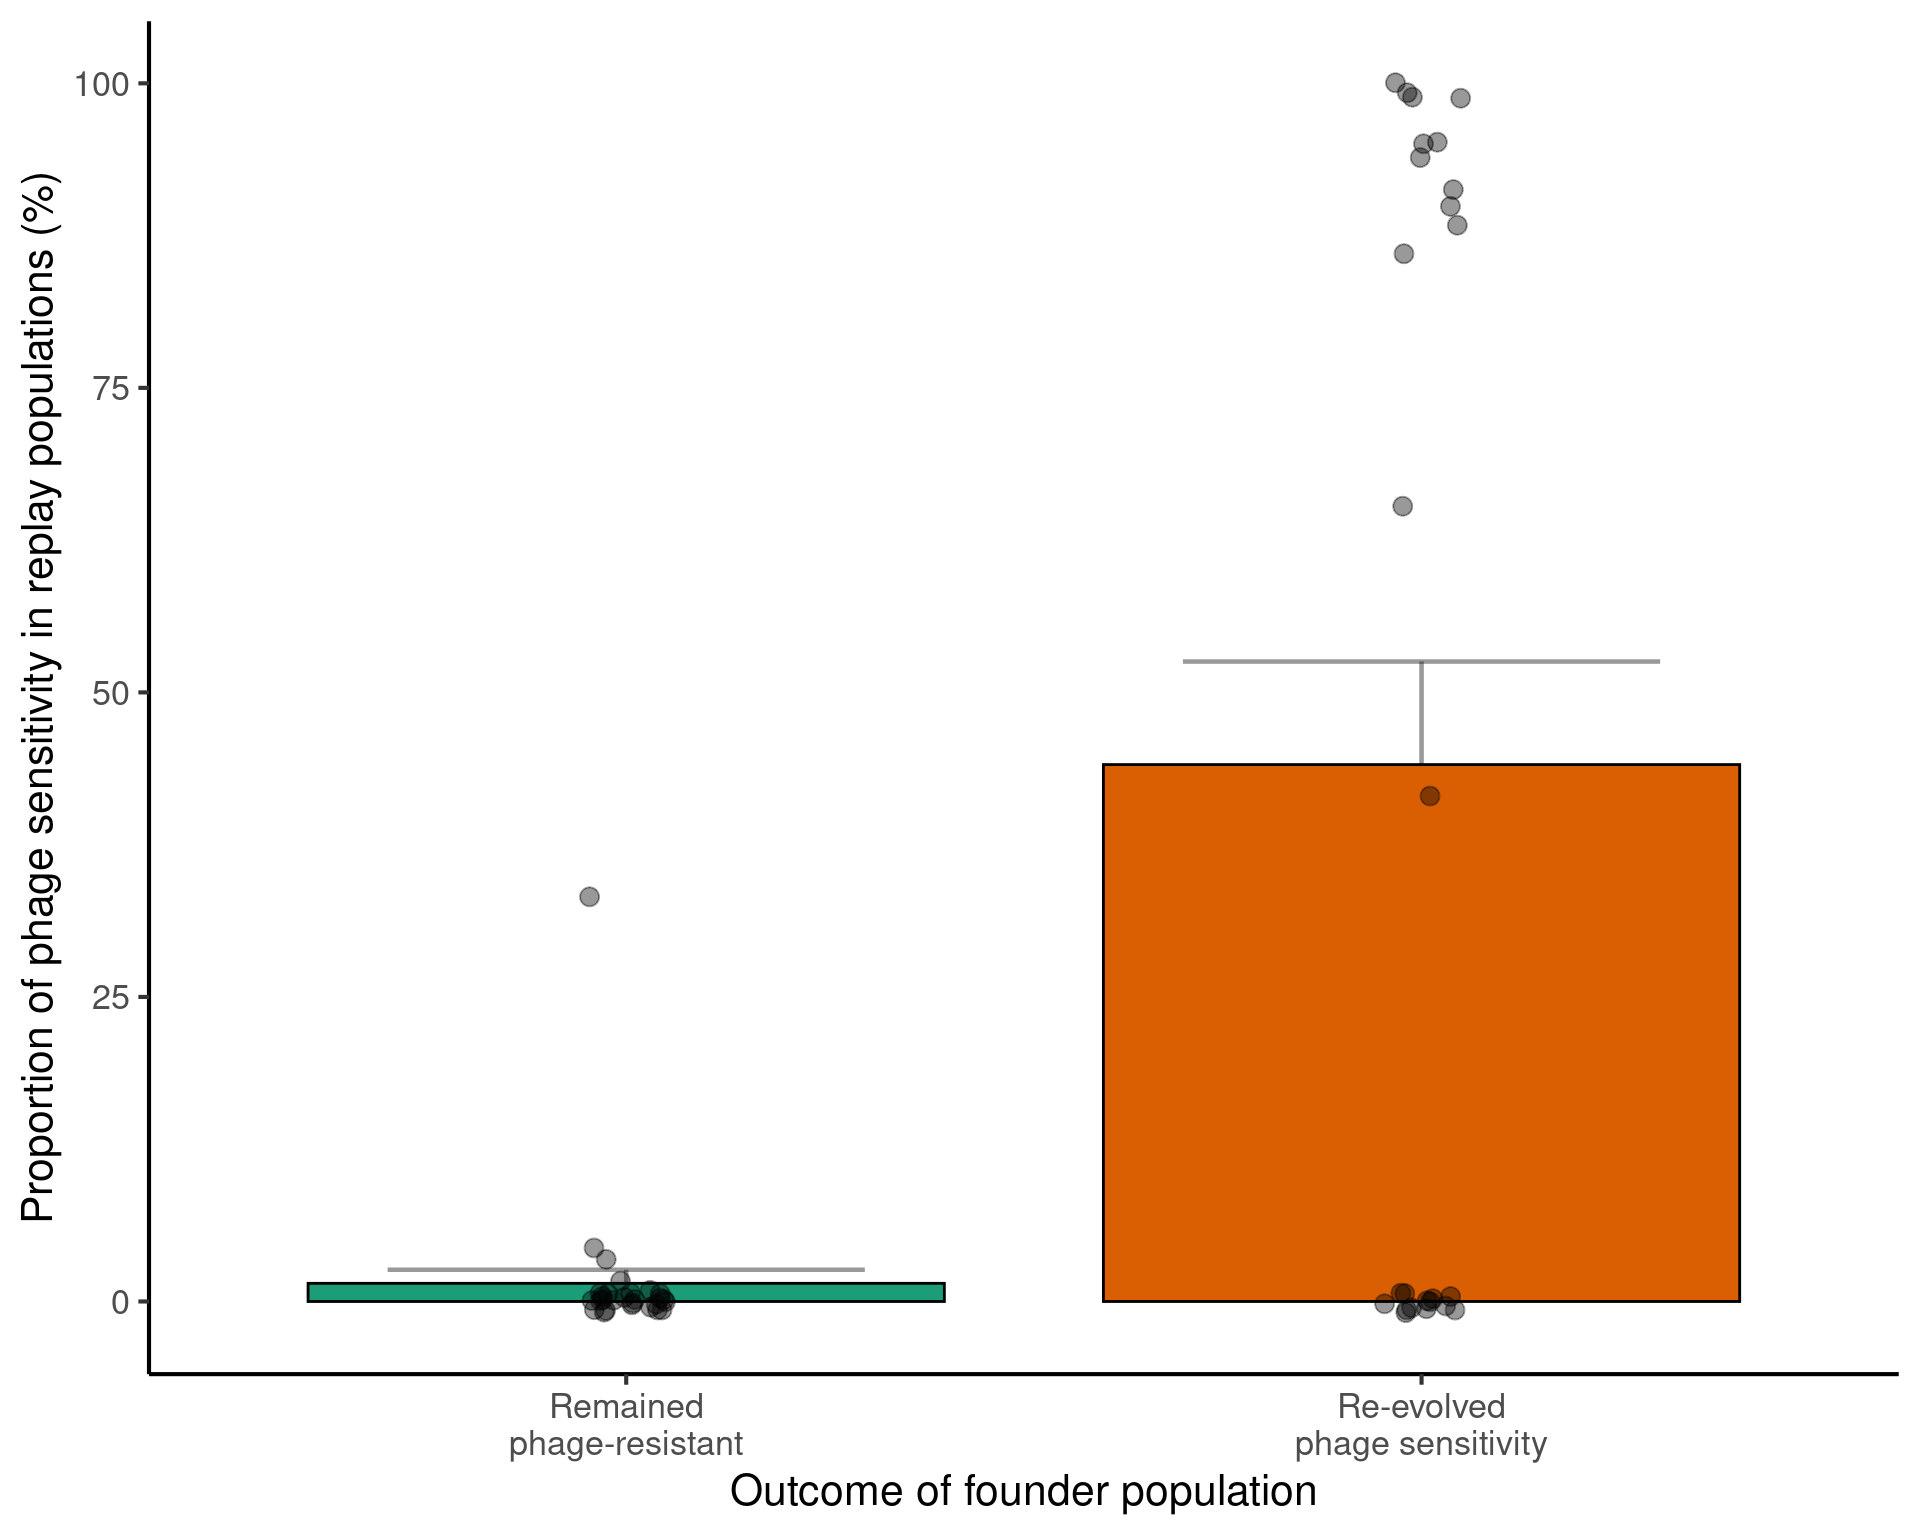 Proportion of phage sensitivity in replay populations (%)
100
75
50
25
0
Remained
phage-resistant
Re-evolved
phage sensitivity
Outcome of founder population